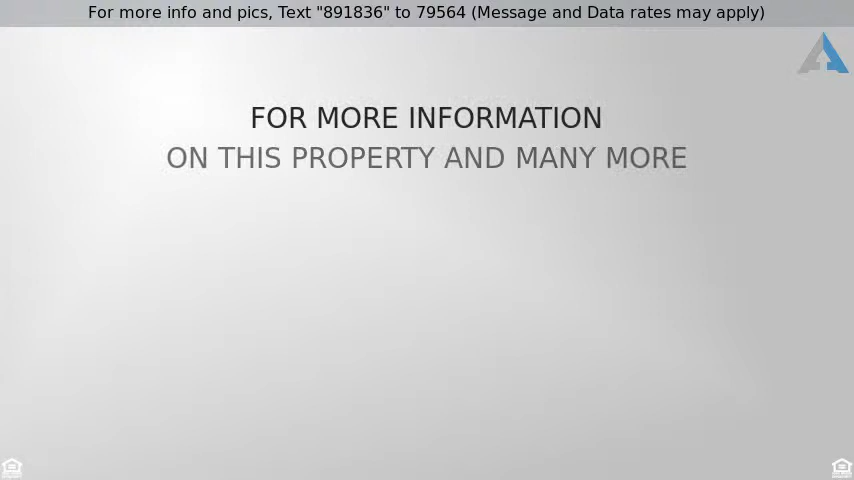 For more info and pics, Text "891836" to 79564 (Message and Data rates may apply)
FOR MORE INFORMATION
ON THIS PROPERTY AND MANY MORE